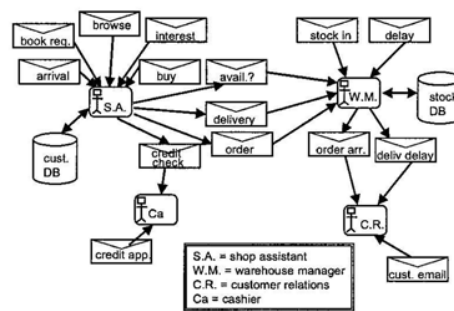 browse
book req.
interest
stock in
delay
arrival
buy
avail.?
S.A.
W.M.
stock
DB
delivery
cust.
DB
credit
check
order
order arr.
deliv delay
Ca
C.R.
credit app.
cust. email
S.A. = shop assistant
W.M. = warehouse manager
C.R. = customer relations
Ca = cashier